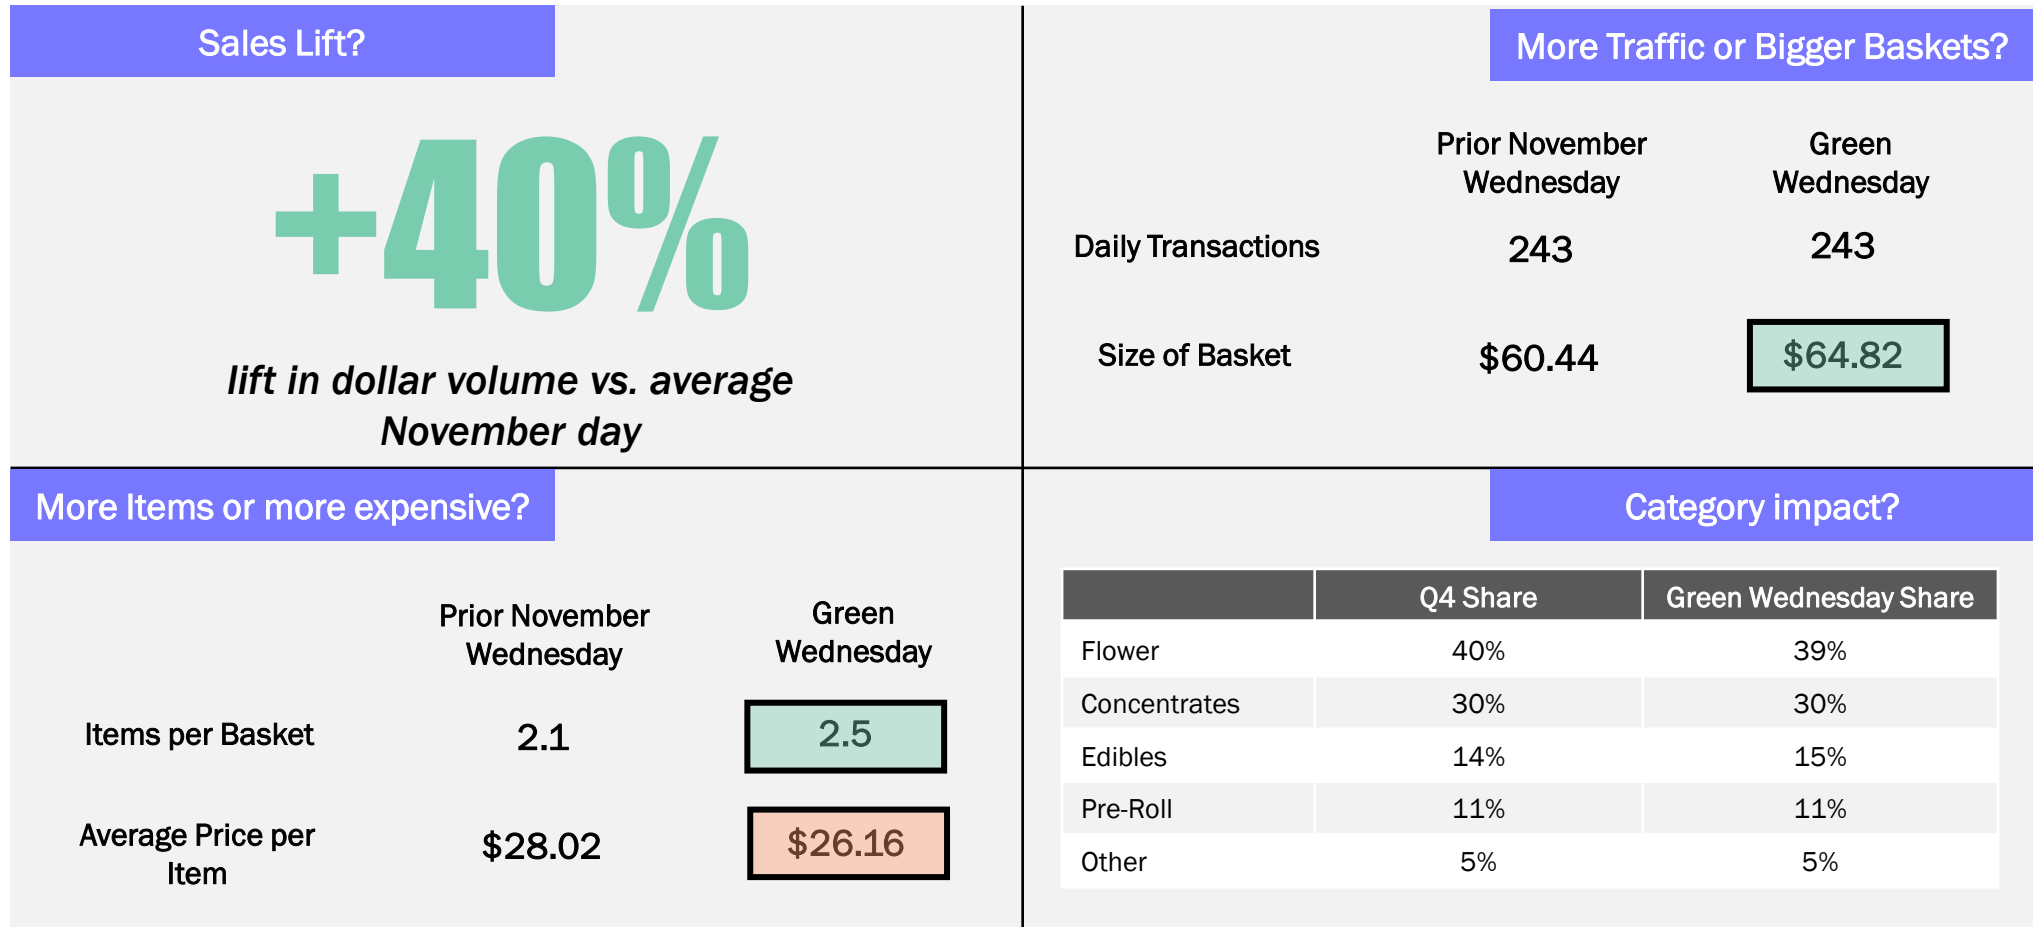 Sales Lift?
+40%
lift in dollar volume vs. average
November day
More Traffic or Bigger Baskets?
Prior November
Wednesday
Green
Wednesday
Daily Transactions
243
243
Size of Basket
$60.44
$64.82
More Items or more expensive?
Prior November
Wednesday
Green
Wednesday
Items per Basket
2.1
2.5
Average Price per
Item
$28.02
$26.16
Category impact?
Q4 Share
Green Wednesday Share
Flower
40%
39%
Concentrates
30%
30%
Edibles
14%
15%
Pre-Roll
11%
11%
Other
5%
5%